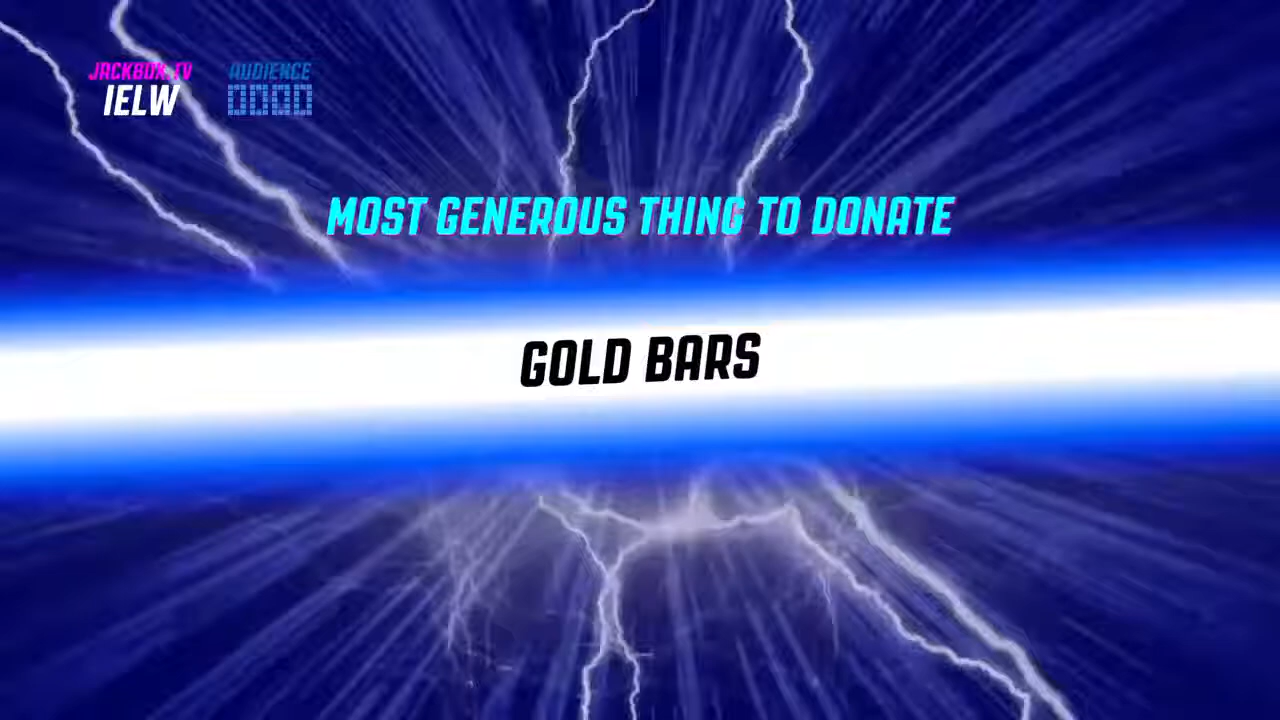 JACKBOX.TV
IELW
AUDIENCE
MOST GENEROUS THING TO DONATE
GOLD BARS